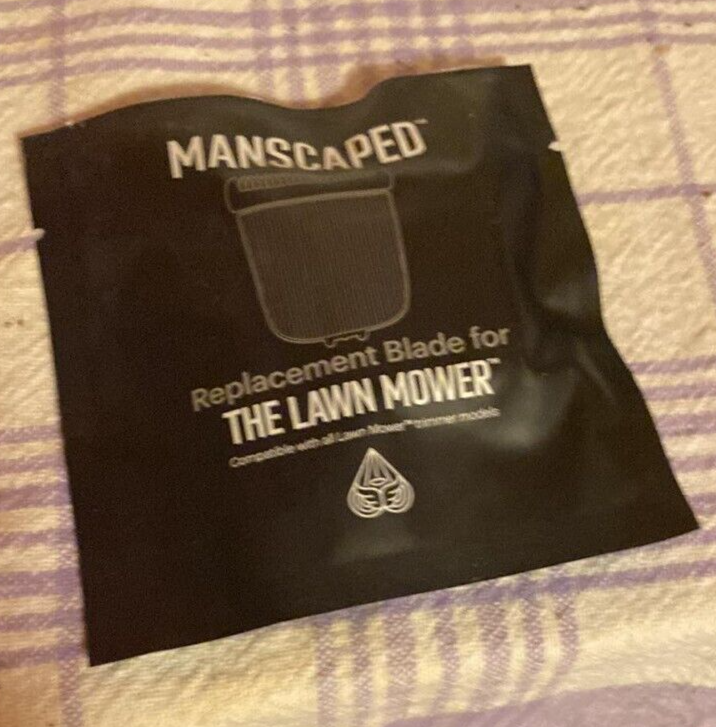 MANSCAPED™
Replacement Blade for
THE LAWN MOWER™
Compatible with all Lawn Mower™ trimmer models